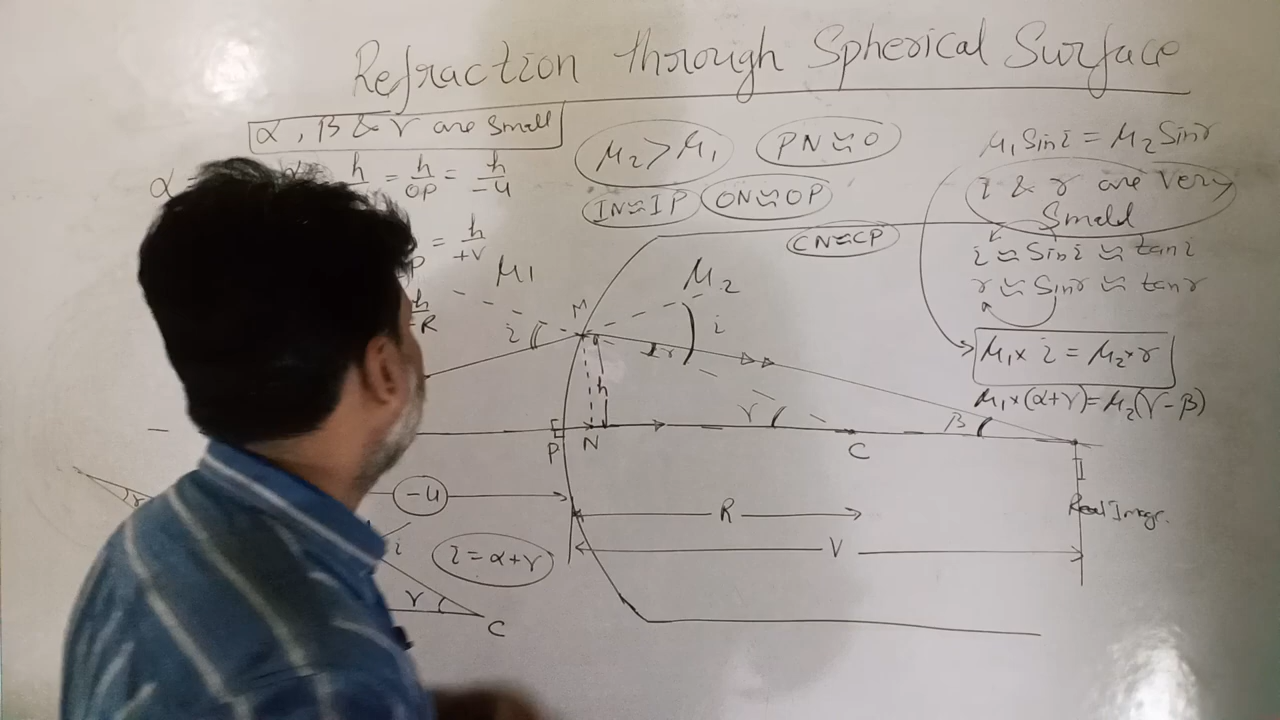 Refraction through Spherical Surface
α, β & γ are Small
μ₂ > μ₁
PN ≈ 0
IN ≈ IP
ON ≈ OP
CN ≈ CP
α = h/OP = h/-u
= h/+v
h/R
μ₁ Sin i = μ₂ Sin r
i & r are very
Small
i ≈ Sin i ≈ tan i
r ≈ Sin r ≈ tan r
μ₁ × i = μ₂ × r
μ₁ × (α+γ) = μ₂ (γ - β)
μ₁
μ₂
M
i
i
r
h
γ
β
P
N
C
I
Real Image.
-u
R
V
i
i = α + γ
γ
C
r